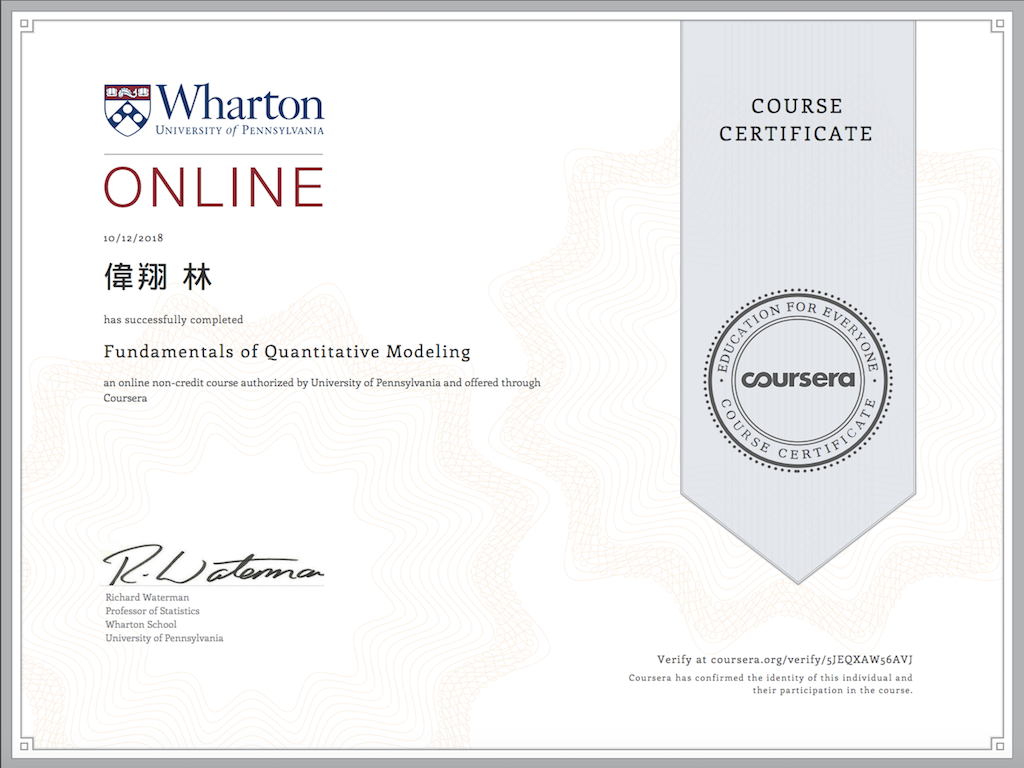 Wharton
UNIVERSITY of PENNSYLVANIA
ONLINE
10/12/2018
偉翔 林
has successfully completed
Fundamentals of Quantitative Modeling
an online non-credit course authorized by University of Pennsylvania and offered through
Coursera
R. Waterman
Richard Waterman
Professor of Statistics
Wharton School
University of Pennsylvania
COURSE
CERTIFICATE
EDUCATION FOR EVERYONE
coursera
COURSE CERTIFICATE
Verify at coursera.org/verify/5JEQXAW56AVJ
Coursera has confirmed the identity of this individual and
their participation in the course.